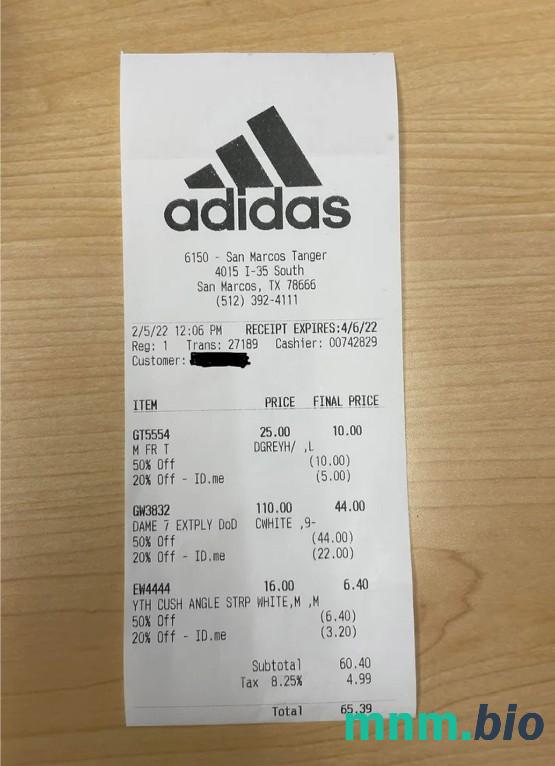 adidas
6150 - San Marcos Tanger
4015 I-35 South
San Marcos, TX 78666
(512) 392-4111
2/5/22 12:06 PM RECEIPT EXPIRES:4/6/22
Reg: 1 Trans: 27189 Cashier: 00742829
Customer:
ITEM PRICE FINAL PRICE
GT5554 25.00 10.00
M FR T DGREYH/ ,L
50% Off (10.00)
20% Off - ID.me (5.00)
GW3832 110.00 44.00
DAME 7 EXTPLY DoD CWHITE ,9-
50% Off (44.00)
20% Off - ID.me (22.00)
EW4444 16.00 6.40
YTH CUSH ANGLE STRP WHITE,M ,M
50% Off (6.40)
20% Off - ID.me (3.20)
Subtotal 60.40
Tax 8.25% 4.99
Total 65.39
mnm.bio